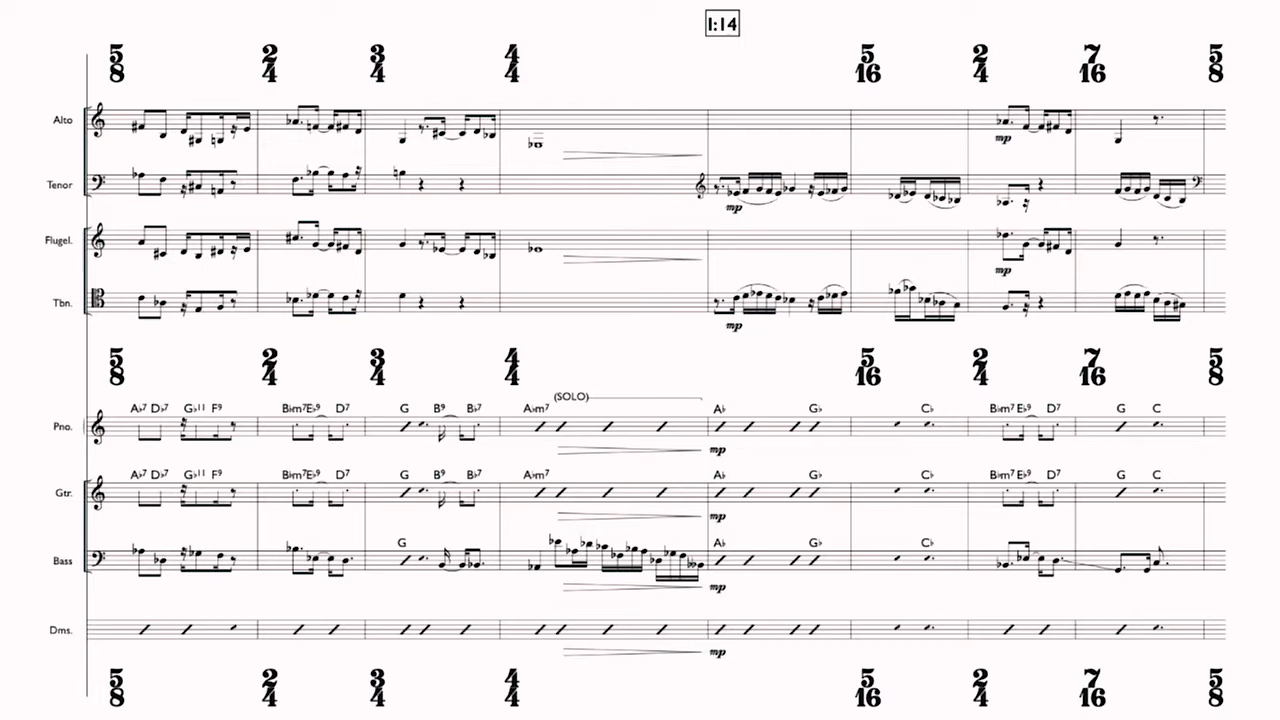 1:14
5/8 2/4 3/4 4/4 5/16 2/4 7/16 5/8
Alto
mp
Tenor
mp
Flugel.
mp
Tbn.
mp
5/8 2/4 3/4 4/4 5/16 2/4 7/16 5/8
(SOLO)
A♭7 D♭7 G♭11 F9 B♭m7 E♭9 D7 G B9 B♭7 A♭m7 A♭ G♭ C♭ B♭m7 E♭9 D7 G C
Pno.
mp
A♭7 D♭7 G♭11 F9 B♭m7 E♭9 D7 G B9 B♭7 A♭m7 A♭ G♭ C♭ B♭m7 E♭9 D7 G C
Gtr.
mp
G A♭ G♭ C♭
Bass
mp
Dms.
mp
5/8 2/4 3/4 4/4 5/16 2/4 7/16 5/8